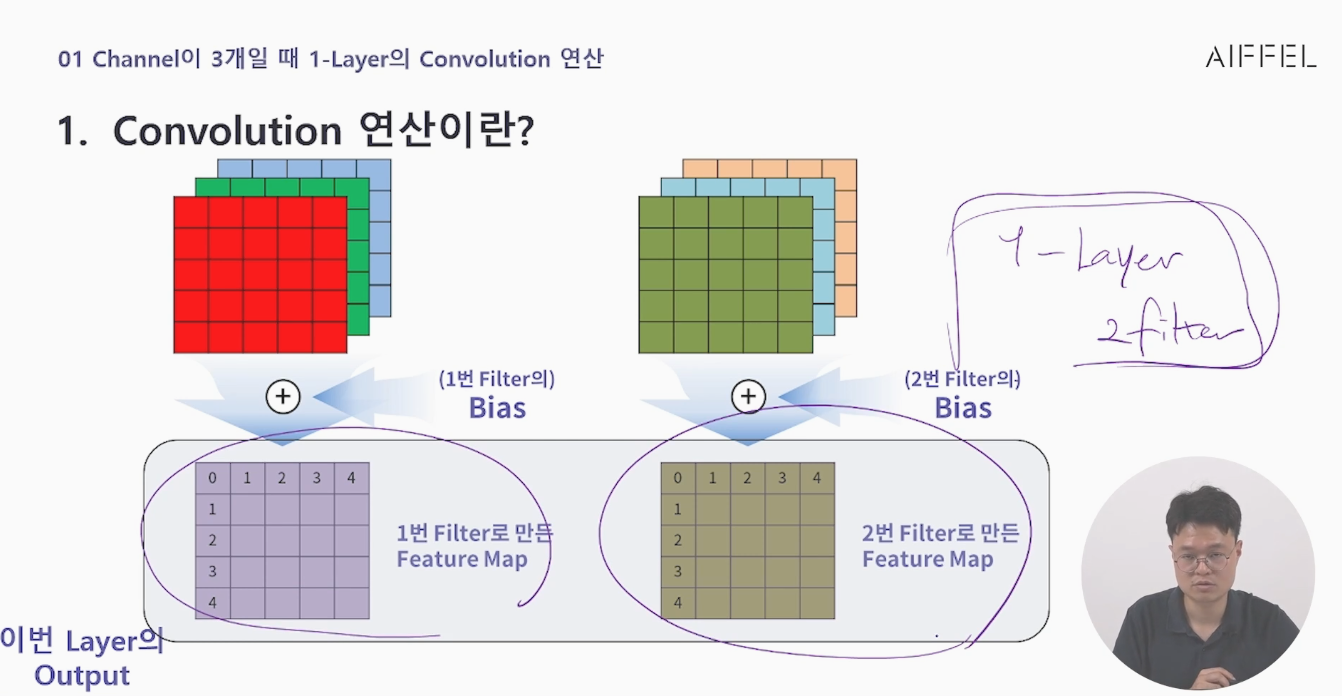 01 Channel이 3개일 때 1-Layer의 Convolution 연산
AIFFEL
1. Convolution 연산이란?
1-Layer
2 filter
(1번 Filter의)
Bias
(2번 Filter의)
Bias
0 1 2 3 4
1
2
3
4
1번 Filter로 만든
Feature Map
0 1 2 3 4
1
2
3
4
2번 Filter로 만든
Feature Map
이번 Layer의
Output